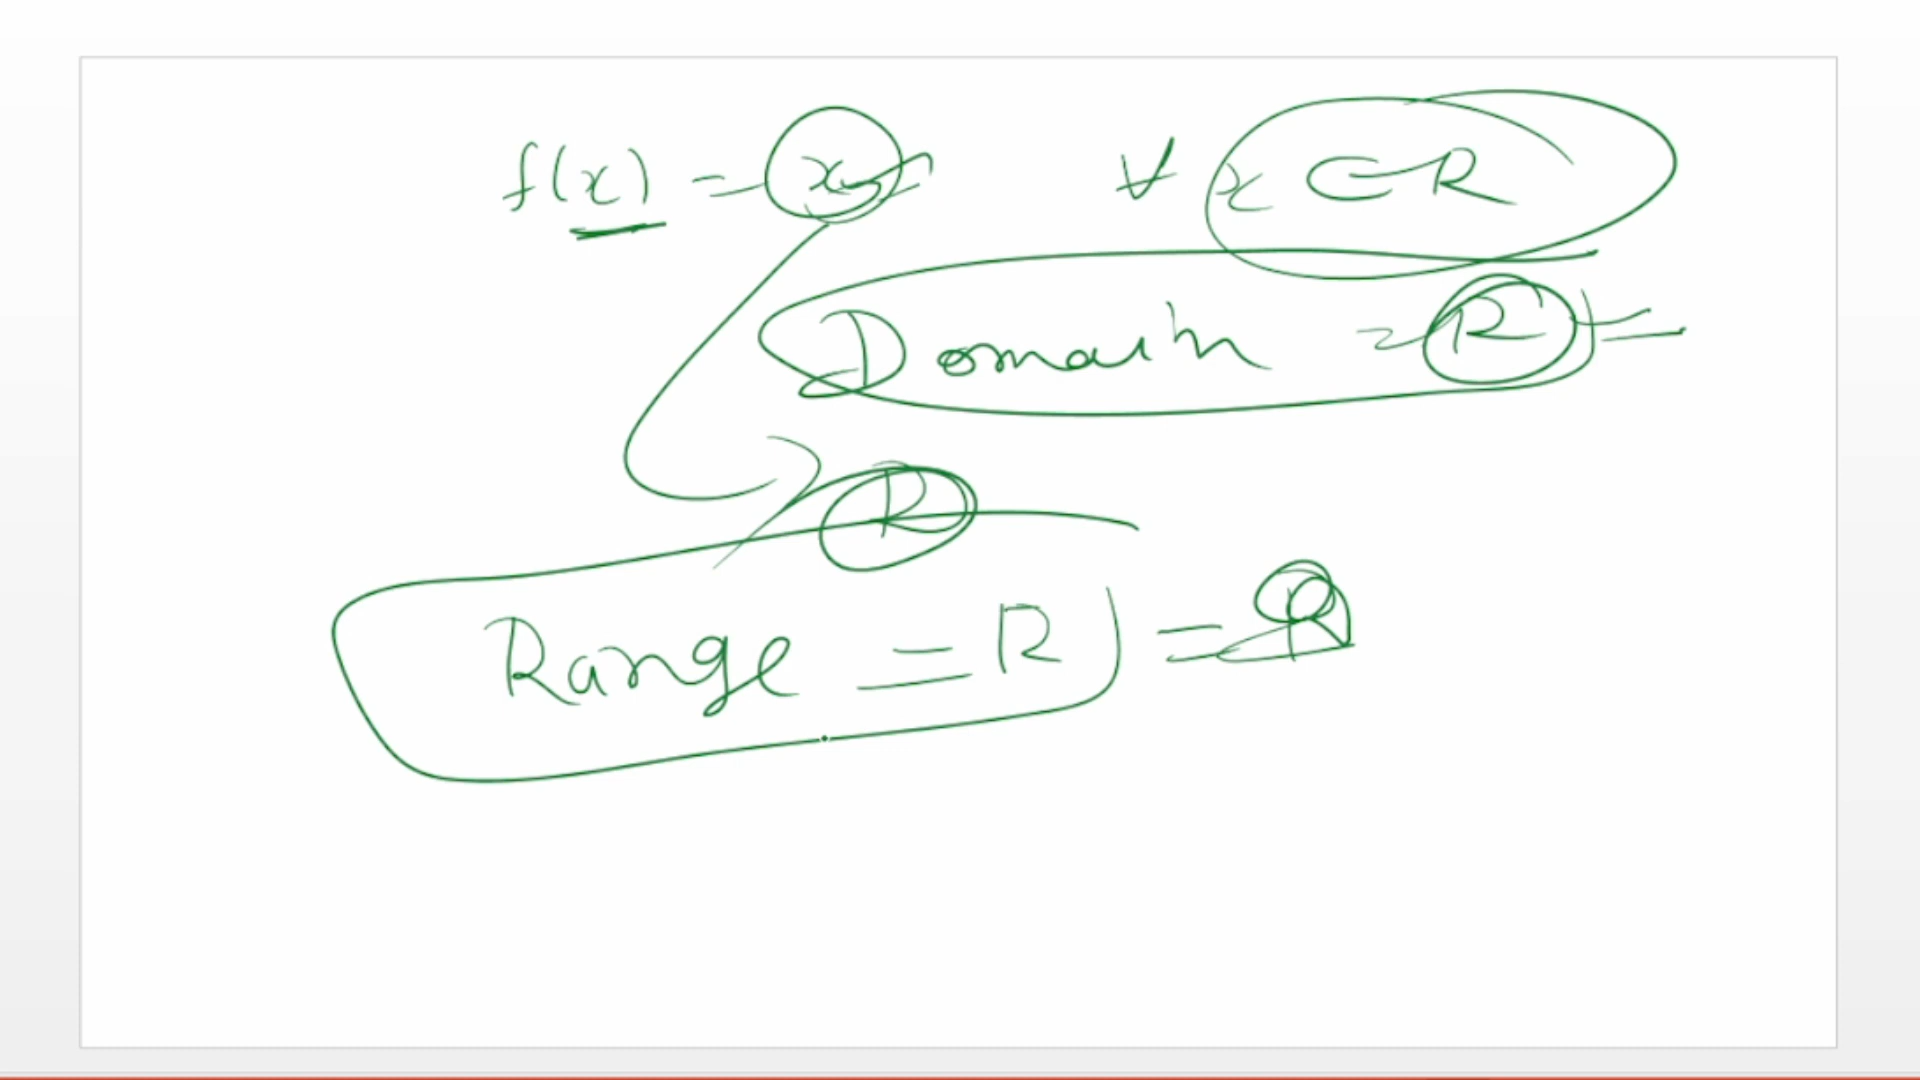 f(x) = x ∀ x ∈ R
Domain = R =
R
Range = R = R